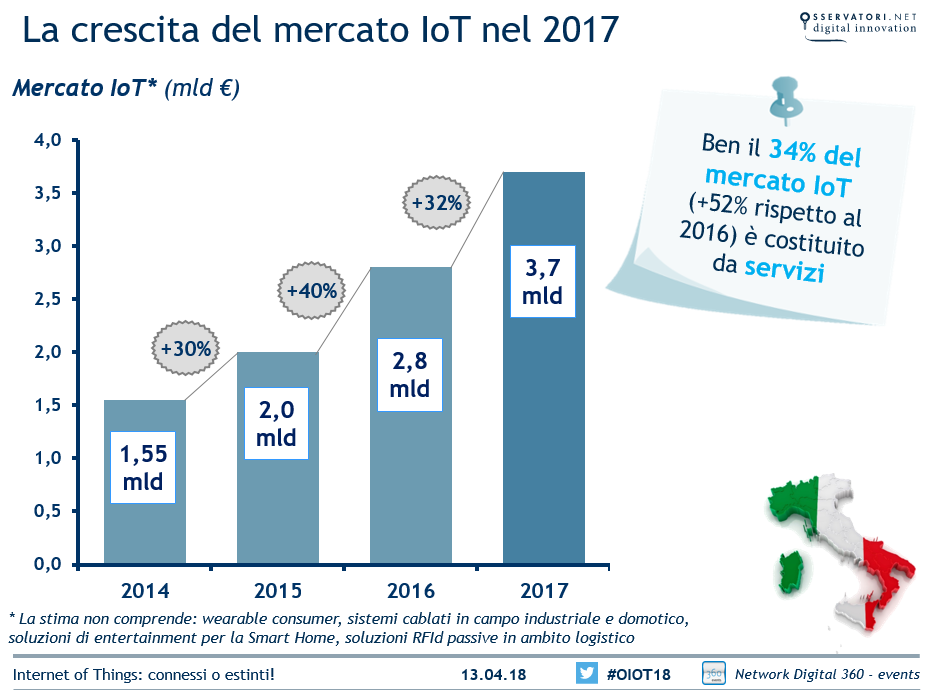 La crescita del mercato IoT nel 2017
OSSERVATORI.NET
digital innovation
Mercato IoT* (mld €)
4,0
3,5
3,0
2,5
2,0
1,5
1,0
0,5
0,0
+30%
+40%
+32%
1,55
mld
2,0
mld
2,8
mld
3,7
mld
2014
2015
2016
2017
Ben il 34% del
mercato IoT
(+52% rispetto al
2016) è costituito
da servizi
* La stima non comprende: wearable consumer, sistemi cablati in campo industriale e domotico,
soluzioni di entertainment per la Smart Home, soluzioni RFId passive in ambito logistico
Internet of Things: connessi o estinti!
13.04.18
#OIOT18
360
Network Digital 360 - events